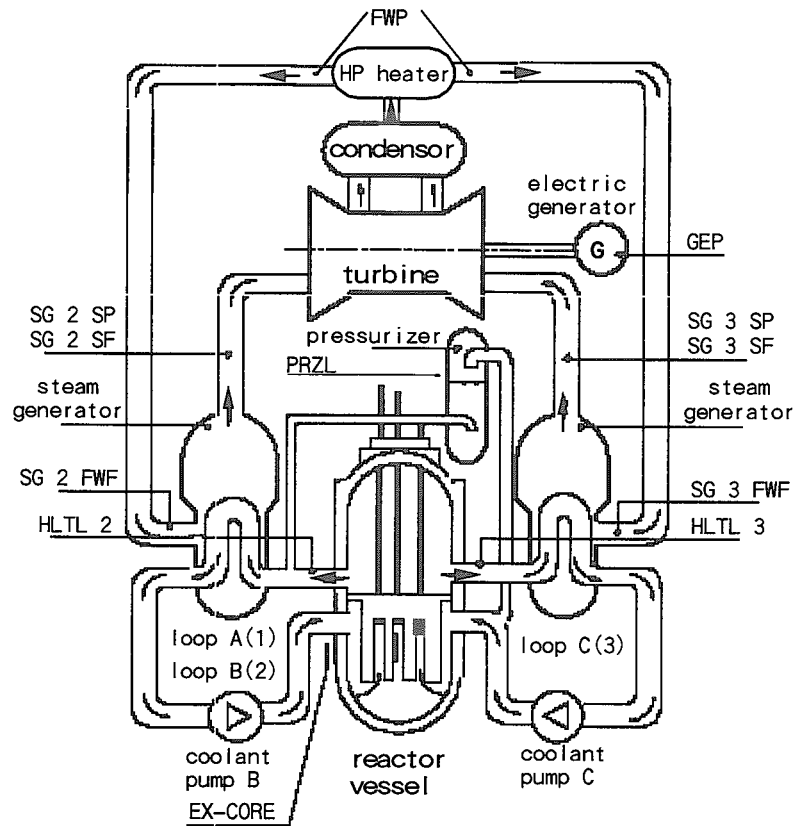 FWP
HP heater
condensor
electric
generator
G
GEP
turbine
SG 2 SP
SG 2 SF
pressurizer
SG 3 SP
SG 3 SF
PRZL
steam
generator
steam
generator
SG 2 FWF
SG 3 FWF
HLTL 2
HLTL 3
loop A(1)
loop B(2)
loop C(3)
coolant
pump B
reactor
vessel
coolant
pump C
EX-CORE